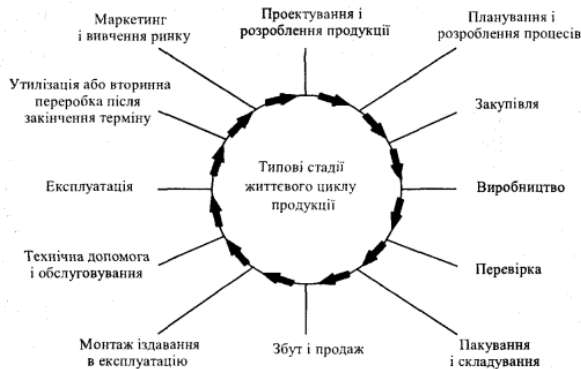 Маркетинг
і вивчення ринку
Проектування і
розроблення продукції
Планування і
розроблення процесів
Утилізація або вторинна
переробка після
закінчення терміну
Закупівля
Типові стадії
життєвого циклу
продукції
Експлуатація
Виробництво
Технічна допомога
і обслуговування
Перевірка
Монтаж іздавання
в експлуатацію
Збут і продаж
Пакування
і складування